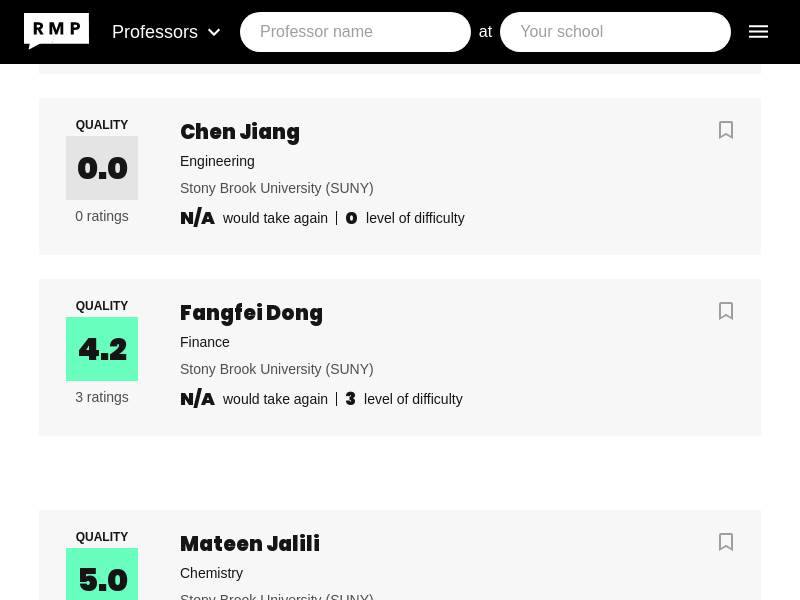 RMP Professors Professor name at Your school
QUALITY
0.0
0 ratings
Chen Jiang
Engineering
Stony Brook University (SUNY)
N/A would take again | 0 level of difficulty
QUALITY
4.2
3 ratings
Fangfei Dong
Finance
Stony Brook University (SUNY)
N/A would take again | 3 level of difficulty
QUALITY
5.0
Mateen Jalili
Chemistry
Stony Brook University (SUNY)